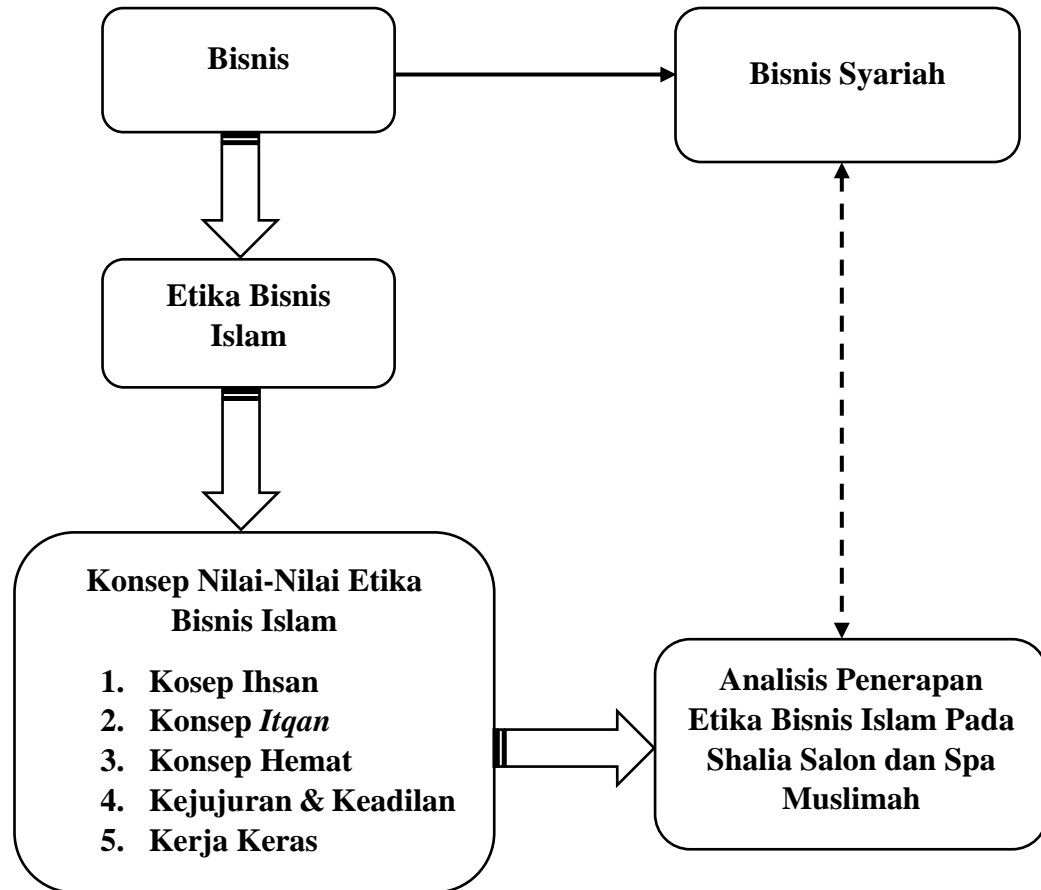 Bisnis
Bisnis Syariah
Etika Bisnis
Islam
Konsep Nilai-Nilai Etika
Bisnis Islam
1. Kosep Ihsan
2. Konsep Itqan
3. Konsep Hemat
4. Kejujuran & Keadilan
5. Kerja Keras
Analisis Penerapan
Etika Bisnis Islam Pada
Shalia Salon dan Spa
Muslimah